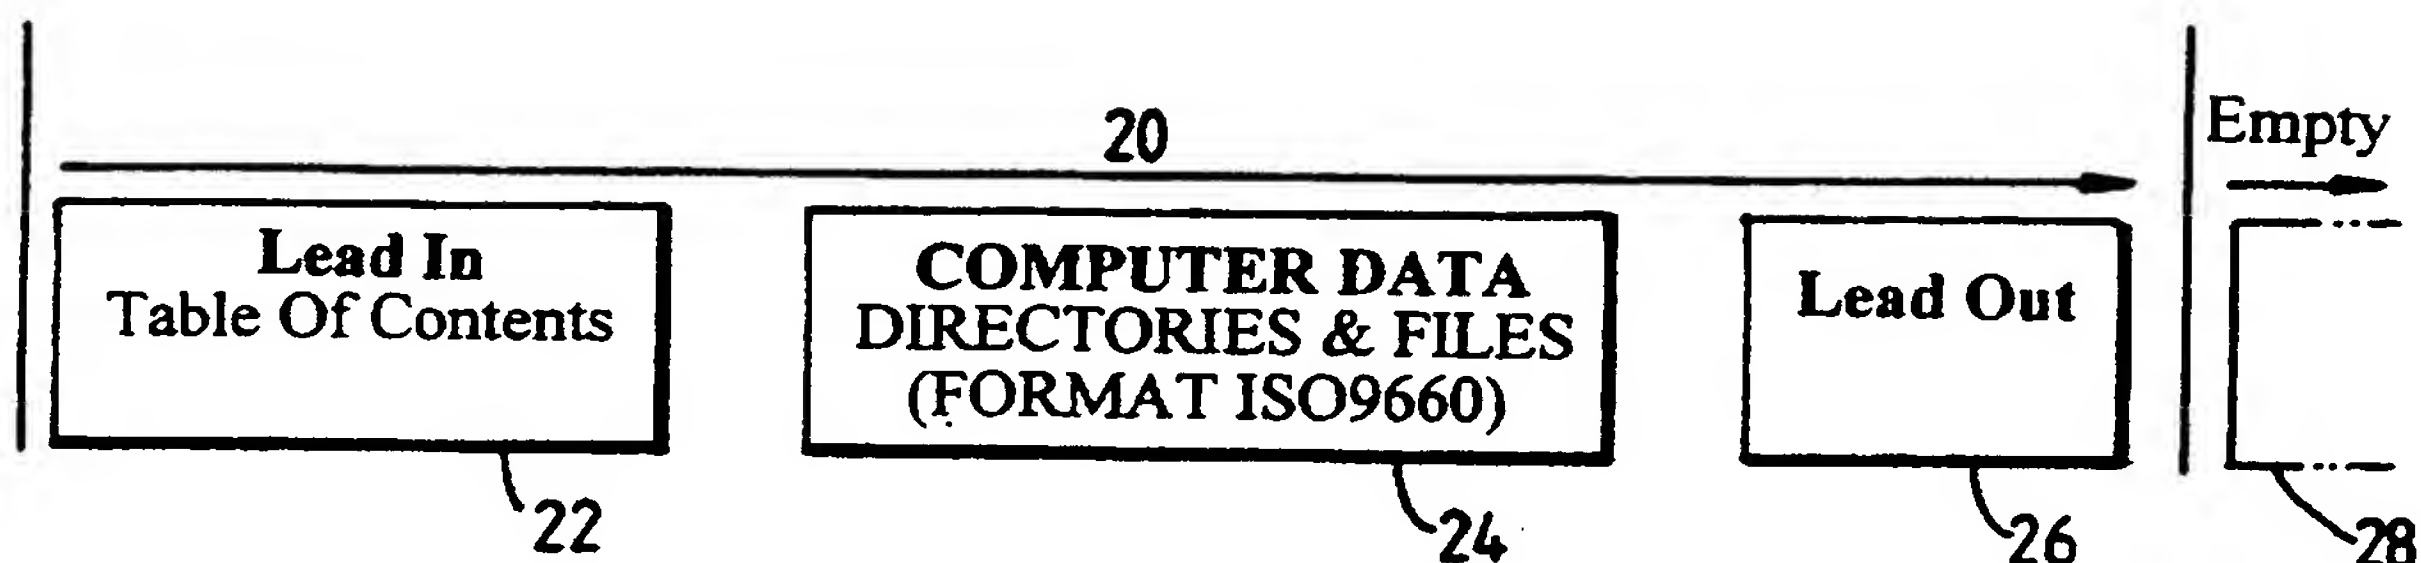 20
Empty
Lead In
Table Of Contents
COMPUTER DATA
DIRECTORIES & FILES
(FORMAT ISO9660)
Lead Out
22
24
26
28